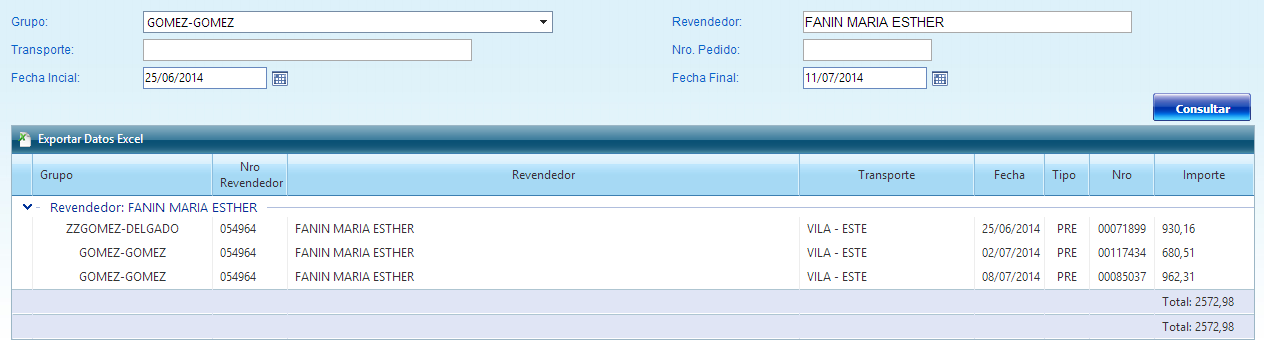 Grupo: GOMEZ-GOMEZ Revendedor: FANIN MARIA ESTHER
Transporte: Nro. Pedido:
Fecha Incial: 25/06/2014 Fecha Final: 11/07/2014
Consultar
Exportar Datos Excel
Grupo Nro Revendedor Revendedor Transporte Fecha Tipo Nro Importe
Revendedor: FANIN MARIA ESTHER
ZZGOMEZ-DELGADO 054964 FANIN MARIA ESTHER VILA - ESTE 25/06/2014 PRE 00071899 930,16
GOMEZ-GOMEZ 054964 FANIN MARIA ESTHER VILA - ESTE 02/07/2014 PRE 00117434 680,51
GOMEZ-GOMEZ 054964 FANIN MARIA ESTHER VILA - ESTE 08/07/2014 PRE 00085037 962,31
Total: 2572,98
Total: 2572,98